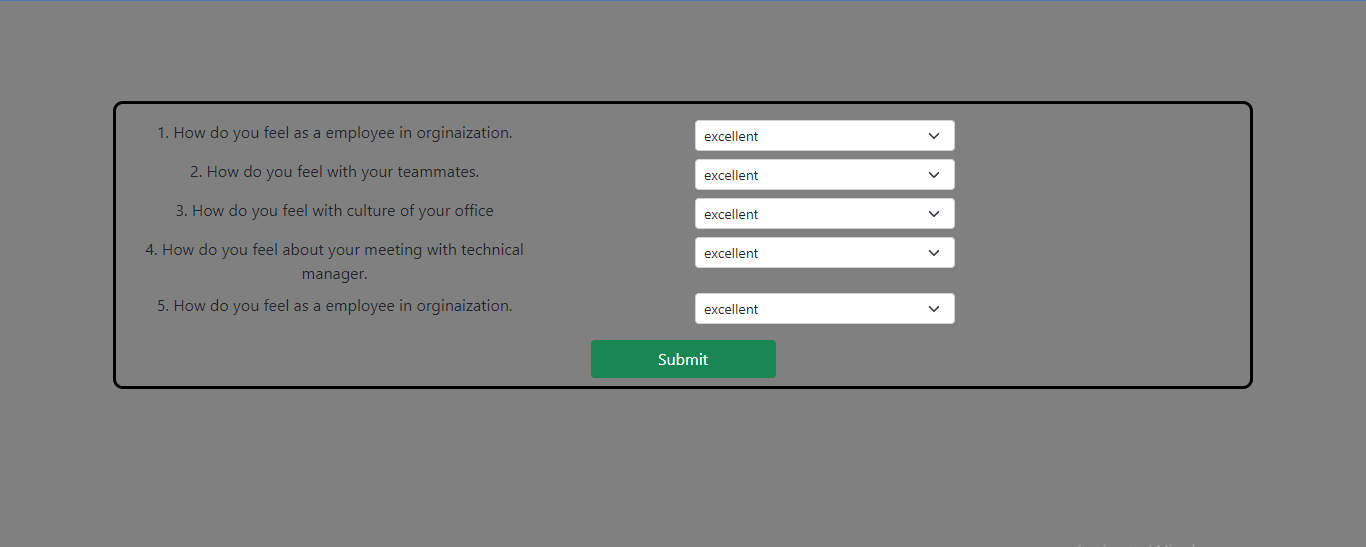 1. How do you feel as a employee in orginaization.
excellent
2. How do you feel with your teammates.
excellent
3. How do you feel with culture of your office
excellent
4. How do you feel about your meeting with technical
manager.
excellent
5. How do you feel as a employee in orginaization.
excellent
Submit